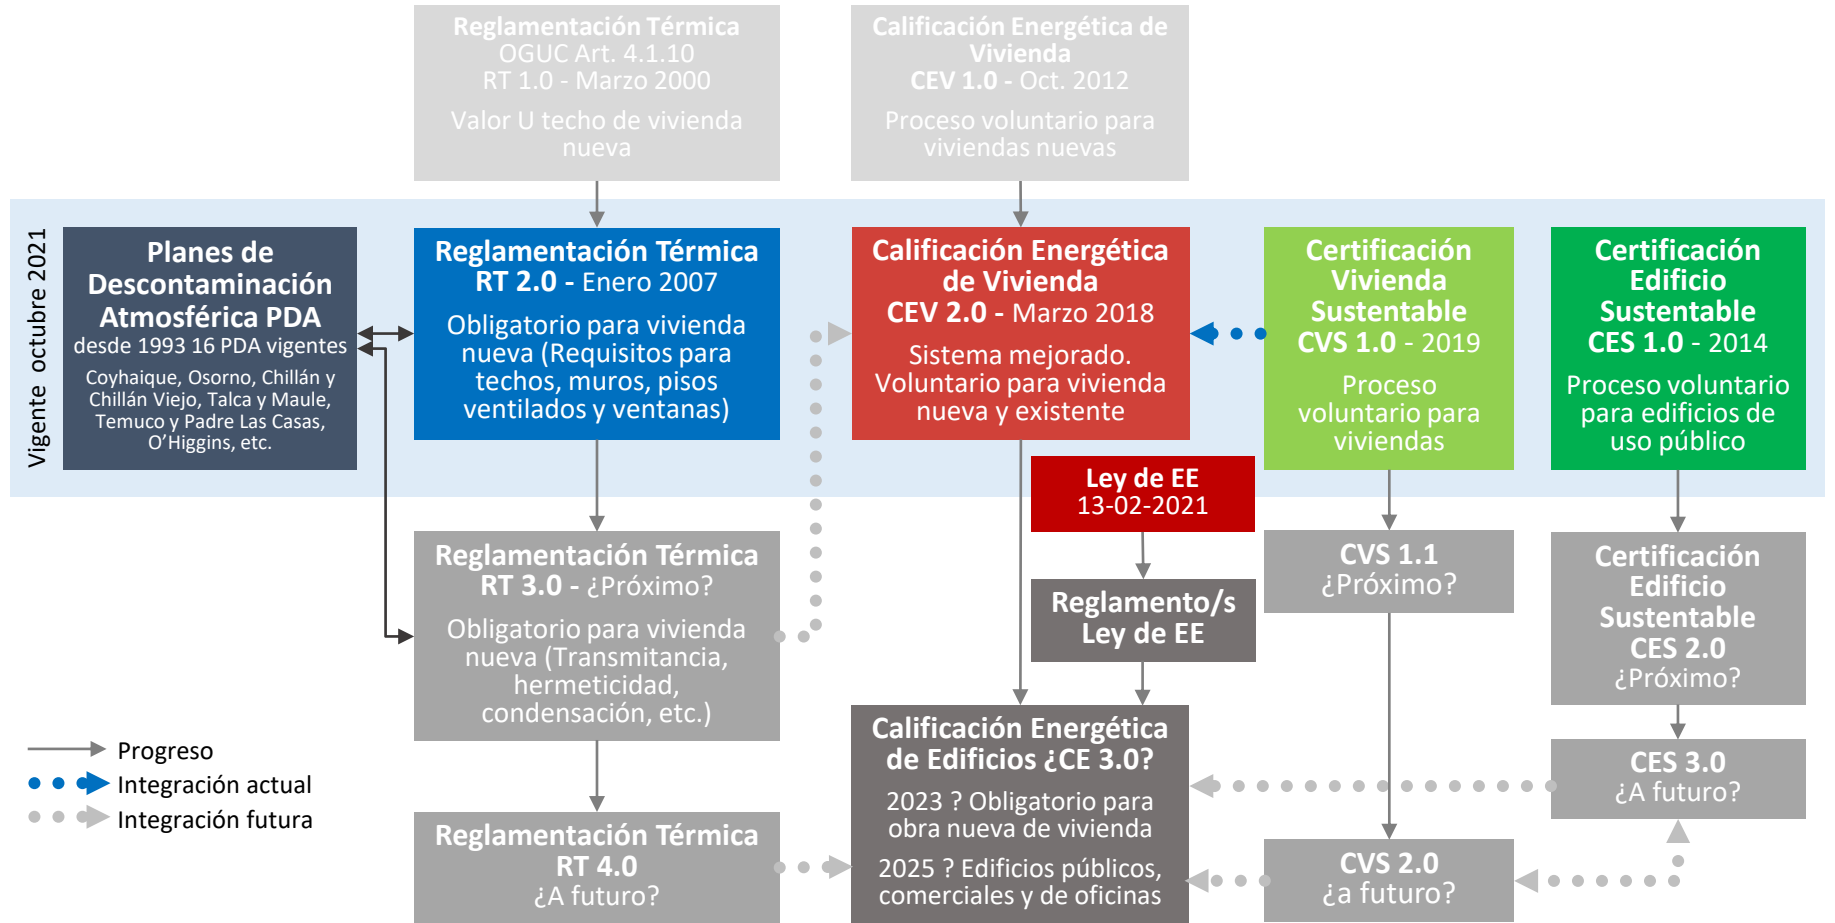 Reglamentación Térmica
OGUC Art. 4.1.10
RT 1.0 - Marzo 2000
Valor U techo de vivienda
nueva
Calificación Energética de
Vivienda
CEV 1.0 - Oct. 2012
Proceso voluntario para
viviendas nuevas
Vigente octubre 2021
Planes de
Descontaminación
Atmosférica PDA
desde 1993 16 PDA vigentes
Coyhaique, Osorno, Chillán y
Chillán Viejo, Talca y Maule,
Temuco y Padre Las Casas,
O’Higgins, etc.
Reglamentación Térmica
RT 2.0 - Enero 2007
Obligatorio para vivienda
nueva (Requisitos para
techos, muros, pisos
ventilados y ventanas)
Calificación Energética
de Vivienda
CEV 2.0 - Marzo 2018
Sistema mejorado.
Voluntario para vivienda
nueva y existente
Certificación
Vivienda
Sustentable
CVS 1.0 - 2019
Proceso
voluntario para
viviendas
Certificación
Edificio
Sustentable
CES 1.0 - 2014
Proceso voluntario
para edificios de
uso público
Ley de EE
13-02-2021
Reglamentación Térmica
RT 3.0 - ¿Próximo?
Obligatorio para vivienda
nueva (Transmitancia,
hermeticidad,
condensación, etc.)
Reglamento/s
Ley de EE
CVS 1.1
¿Próximo?
Certificación
Edificio
Sustentable
CES 2.0
¿Próximo?
Calificación Energética
de Edificios ¿CE 3.0?
2023 ? Obligatorio para
obra nueva de vivienda
2025 ? Edificios públicos,
comerciales y de oficinas
CES 3.0
¿A futuro?
Progreso
Integración actual
Integración futura
Reglamentación Térmica
RT 4.0
¿A futuro?
CVS 2.0
¿a futuro?